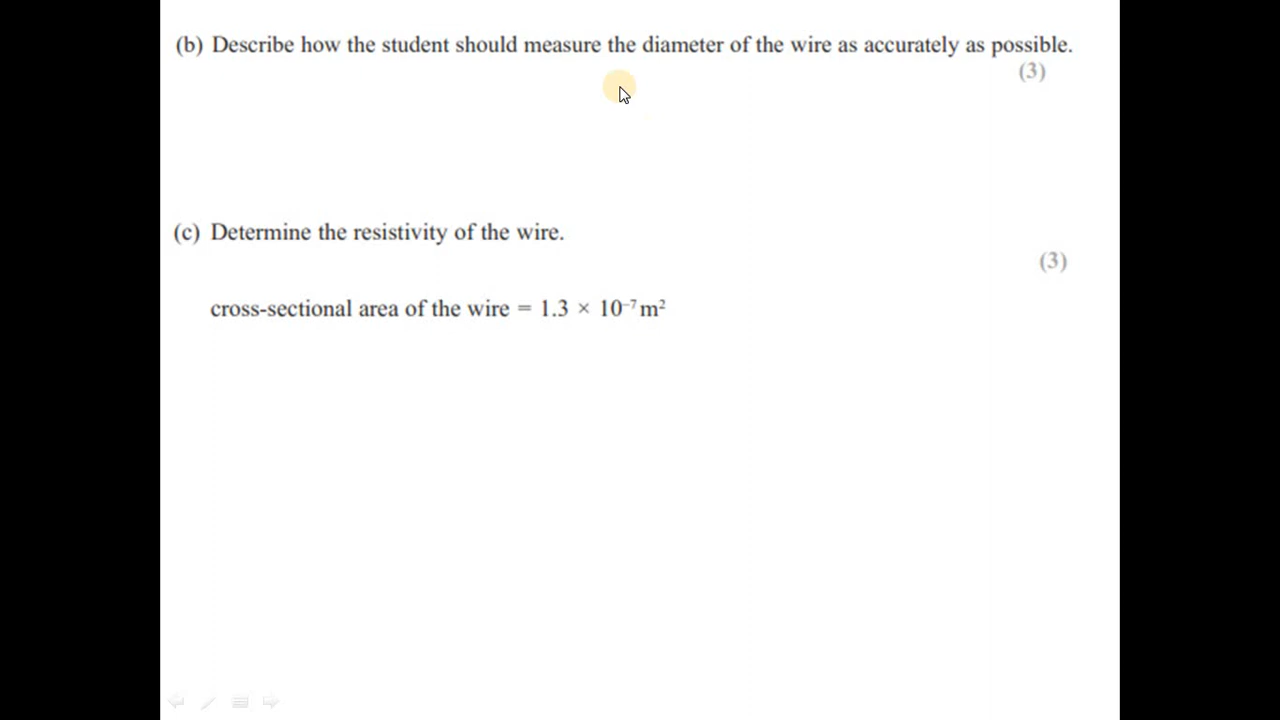 (b) Describe how the student should measure the diameter of the wire as accurately as possible.
(3)
(c) Determine the resistivity of the wire.
(3)
cross-sectional area of the wire = 1.3 × 10⁻⁷ m²